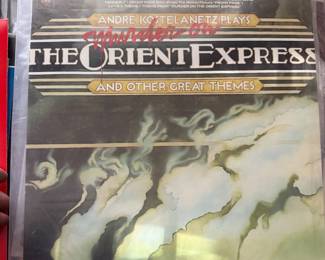 ANDRE KOSTELANETZ PLAYS
Murder on
THE ORIENT EXPRESS
AND OTHER GREAT THEMES